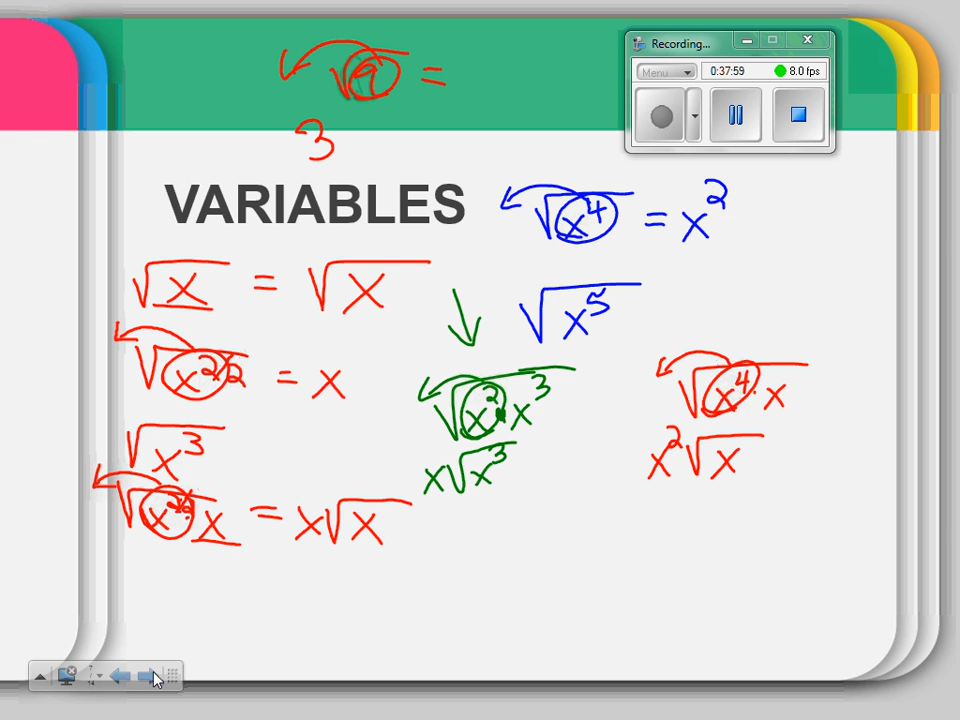 √9 =
3
Recording...
Menu
0:37:59
8.0 fps
VARIABLES
√x⁴ = x²
√x = √x
√x⁵
√x² = x
√x² · x³
√x⁴ · x
√x³
x√x³
x²√x
√x² · x = x√x